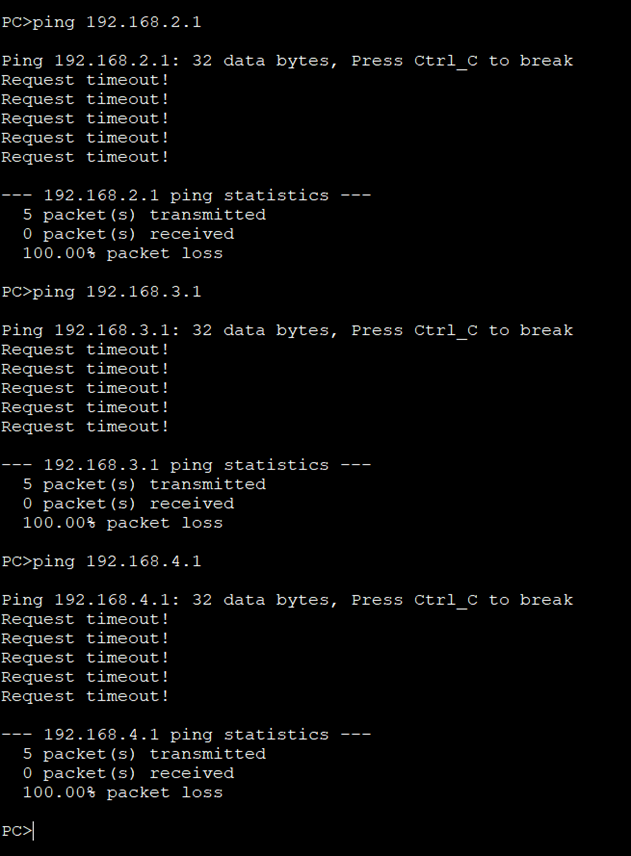 PC>ping 192.168.2.1
Ping 192.168.2.1: 32 data bytes, Press Ctrl_C to break
Request timeout!
Request timeout!
Request timeout!
Request timeout!
Request timeout!
--- 192.168.2.1 ping statistics ---
5 packet(s) transmitted
0 packet(s) received
100.00% packet loss
PC>ping 192.168.3.1
Ping 192.168.3.1: 32 data bytes, Press Ctrl_C to break
Request timeout!
Request timeout!
Request timeout!
Request timeout!
Request timeout!
--- 192.168.3.1 ping statistics ---
5 packet(s) transmitted
0 packet(s) received
100.00% packet loss
PC>ping 192.168.4.1
Ping 192.168.4.1: 32 data bytes, Press Ctrl_C to break
Request timeout!
Request timeout!
Request timeout!
Request timeout!
Request timeout!
--- 192.168.4.1 ping statistics ---
5 packet(s) transmitted
0 packet(s) received
100.00% packet loss
PC>